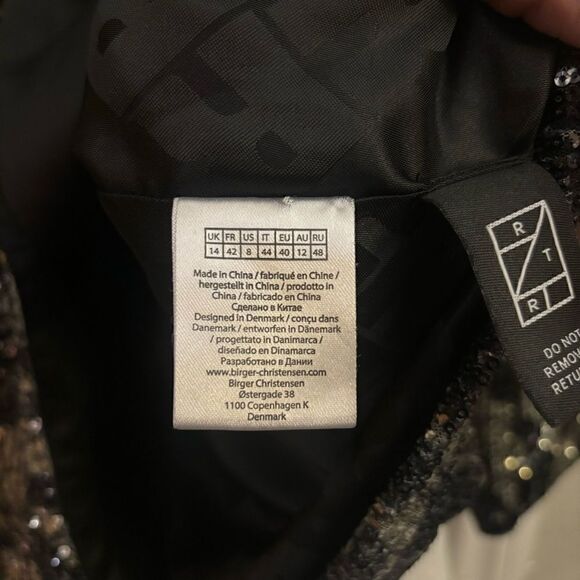 UK FR US IT EU AU RU
14 42 8 44 40 12 48
Made in China / fabriqué en Chine /
hergestellt in China / prodotto in
China / fabricado en China
Сделано в Китае
Designed in Denmark / conçu dans
Danemark / entworfen in Dänemark
/ progettato in Danimarca /
diseñado en Dinamarca
Разработано в Дании
www.birger-christensen.com
Birger Christensen
Østergade 38
1100 Copenhagen K
Denmark
R
T
R
DO NO
REMOV
RETU